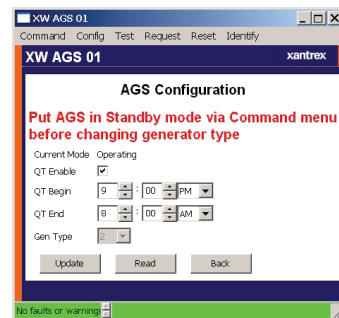 XW AGS 01
Command Config Test Request Reset Identify
XW AGS 01 xantrex
AGS Configuration
Put AGS in Standby mode via Command menu
before changing generator type
Current Mode Operating
QT Enable
QT Begin 9 : 00 PM
QT End 8 : 00 AM
Gen Type 2
Update Read Back
No faults or warnings